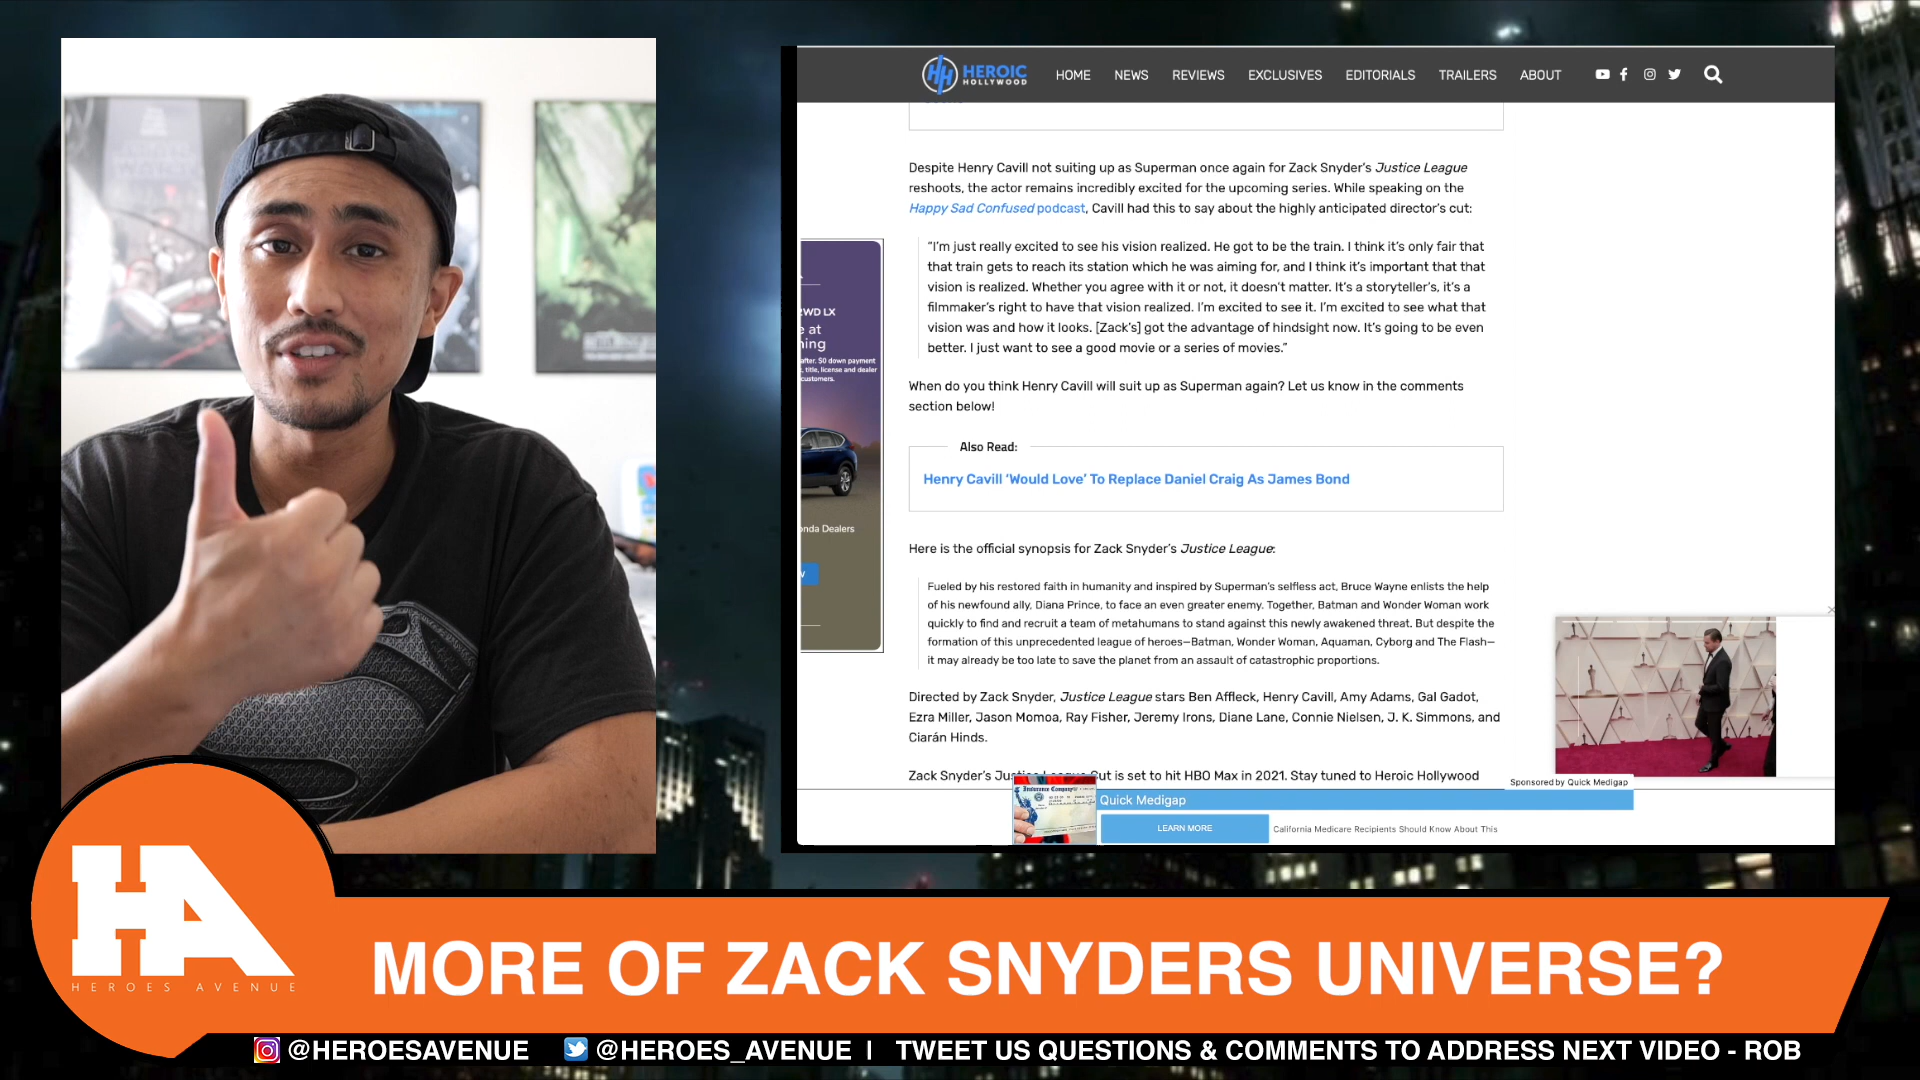 HEROIC
HOLLYWOOD
HOME NEWS REVIEWS EXCLUSIVES EDITORIALS TRAILERS ABOUT
Despite Henry Cavill not suiting up as Superman once again for Zack Snyder's Justice League
reshoots, the actor remains incredibly excited for the upcoming series. While speaking on the
Happy Sad Confused podcast, Cavill had this to say about the highly anticipated director's cut:
"I'm just really excited to see his vision realized. He got to be the train. I think it's only fair that
that train gets to reach its station which he was aiming for, and I think it's important that that
vision is realized. Whether you agree with it or not, it doesn't matter. It's a storyteller's, it's a
filmmaker's right to have that vision realized. I'm excited to see it. I'm excited to see what that
vision was and how it looks. [Zack's] got the advantage of hindsight now. It's going to be even
better. I just want to see a good movie or a series of movies."
When do you think Henry Cavill will suit up as Superman again? Let us know in the comments
section below!
Also Read:
Henry Cavill 'Would Love' To Replace Daniel Craig As James Bond
Here is the official synopsis for Zack Snyder's Justice League:
Fueled by his restored faith in humanity and inspired by Superman's selfless act, Bruce Wayne enlists the help
of his newfound ally, Diana Prince, to face an even greater enemy. Together, Batman and Wonder Woman work
quickly to find and recruit a team of metahumans to stand against this newly awakened threat. But despite the
formation of this unprecedented league of heroes—Batman, Wonder Woman, Aquaman, Cyborg and The Flash—
it may already be too late to save the planet from an assault of catastrophic proportions.
Directed by Zack Snyder, Justice League stars Ben Affleck, Henry Cavill, Amy Adams, Gal Gadot,
Ezra Miller, Jason Momoa, Ray Fisher, Jeremy Irons, Diane Lane, Connie Nielsen, J. K. Simmons, and
Ciarán Hinds.
Zack Snyder's Justice League Cut is set to hit HBO Max in 2021. Stay tuned to Heroic Hollywood
WD LX
at
after. $0 down payment
, title, license and dealer
customers.
Dealers
Sponsored by Quick Medigap
Quick Medigap
LEARN MORE
California Medicare Recipients Should Know About This
HA
HEROES AVENUE
MORE OF ZACK SNYDERS UNIVERSE?
@HEROESAVENUE @HEROES_AVENUE | TWEET US QUESTIONS & COMMENTS TO ADDRESS NEXT VIDEO - ROB